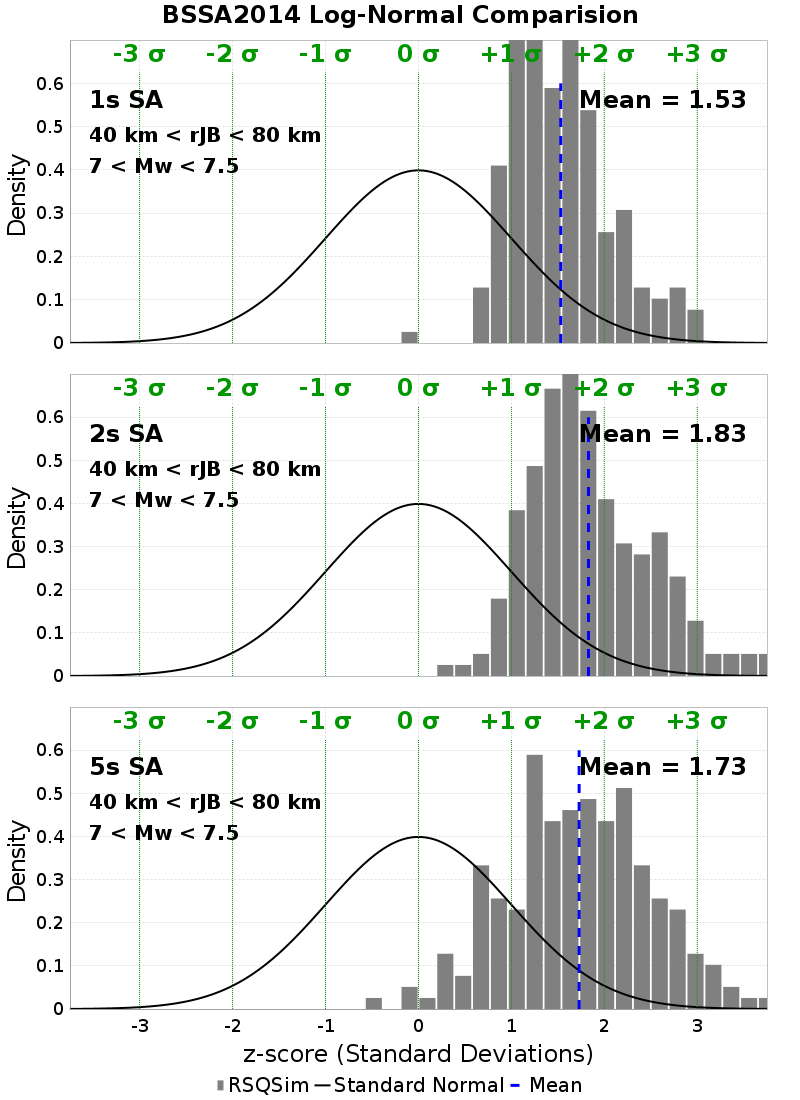 BSSA2014 Log-Normal Comparision
-3 σ -2 σ -1 σ 0 σ +1 σ +2 σ +3 σ
1s SA
Mean = 1.53
40 km < rJB < 80 km
7 < Mw < 7.5
Density
0.6
0.5
0.4
0.3
0.2
0.1
0
-3 σ -2 σ -1 σ 0 σ +1 σ +2 σ +3 σ
2s SA
Mean = 1.83
40 km < rJB < 80 km
7 < Mw < 7.5
Density
0.6
0.5
0.4
0.3
0.2
0.1
0
-3 σ -2 σ -1 σ 0 σ +1 σ +2 σ +3 σ
5s SA
Mean = 1.73
40 km < rJB < 80 km
7 < Mw < 7.5
Density
0.6
0.5
0.4
0.3
0.2
0.1
0
-3 -2 -1 0 1 2 3
z-score (Standard Deviations)
RSQSim Standard Normal Mean